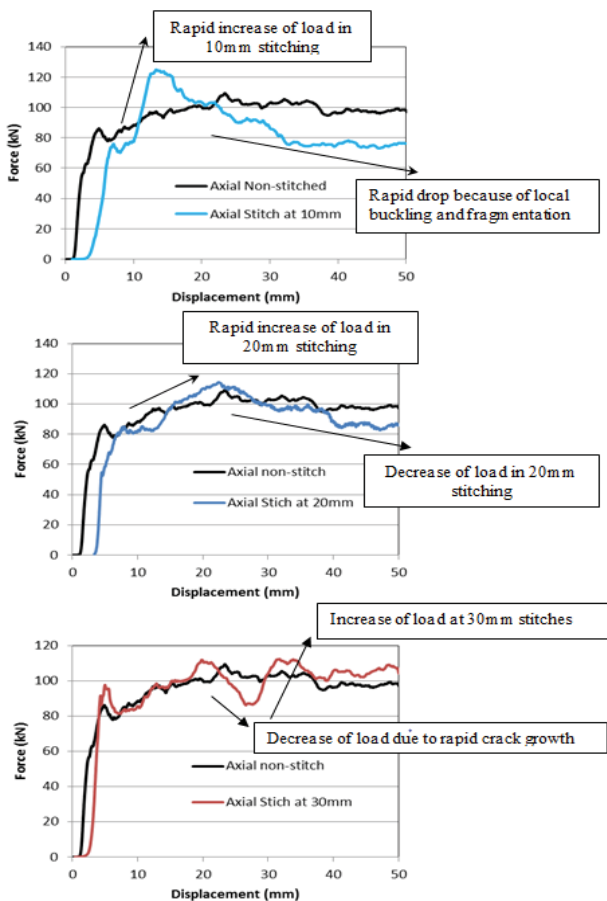 Rapid increase of load in
10mm stitching
140
120
100
80
60
40
20
0
Force (kN)
Axial Non-stitched
Axial Stitch at 10mm
Rapid drop because of local
buckling and fragmentation
0 10 20 30 40 50
Displacement (mm)
Rapid increase of load in
20mm stitching
140
120
100
80
60
40
20
0
Force (kN)
Axial non-stitch
Axial Stich at 20mm
Decrease of load in 20mm
stitching
0 10 20 30 40 50
Displacement (mm)
Increase of load at 30mm stitches
120
100
80
60
40
20
0
Force (kN)
Decrease of load due to rapid crack growth
Axial non-stitch
Axial Stich at 30mm
0 10 20 30 40 50
Displacement (mm)